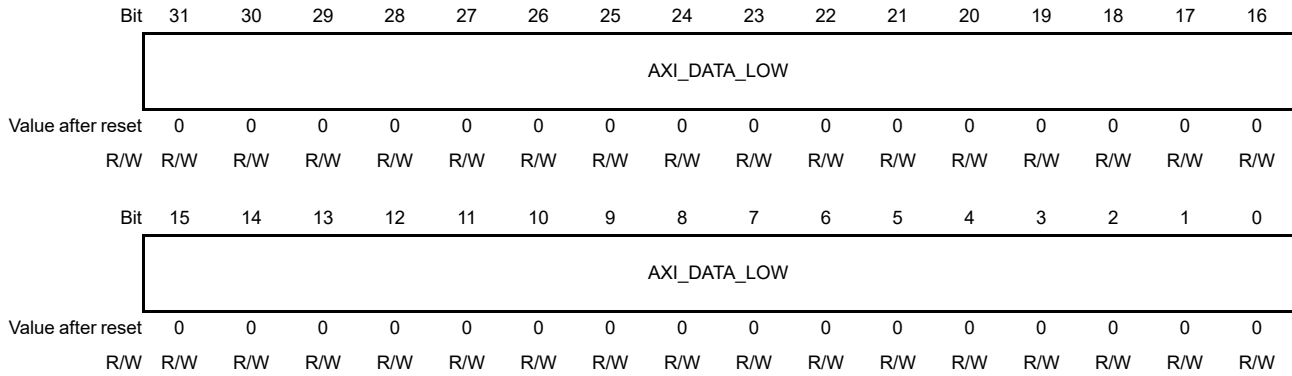 Bit 31 30 29 28 27 26 25 24 23 22 21 20 19 18 17 16
AXI_DATA_LOW
Value after reset 0 0 0 0 0 0 0 0 0 0 0 0 0 0 0 0
R/W R/W R/W R/W R/W R/W R/W R/W R/W R/W R/W R/W R/W R/W R/W R/W R/W
Bit 15 14 13 12 11 10 9 8 7 6 5 4 3 2 1 0
AXI_DATA_LOW
Value after reset 0 0 0 0 0 0 0 0 0 0 0 0 0 0 0 0
R/W R/W R/W R/W R/W R/W R/W R/W R/W R/W R/W R/W R/W R/W R/W R/W R/W